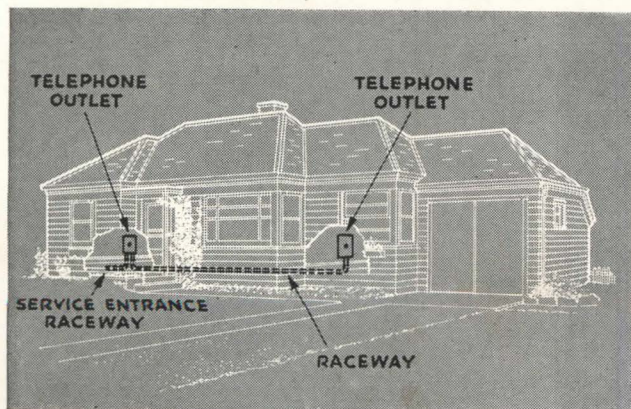 TELEPHONE
OUTLET
TELEPHONE
OUTLET
SERVICE ENTRANCE
RACEWAY
RACEWAY